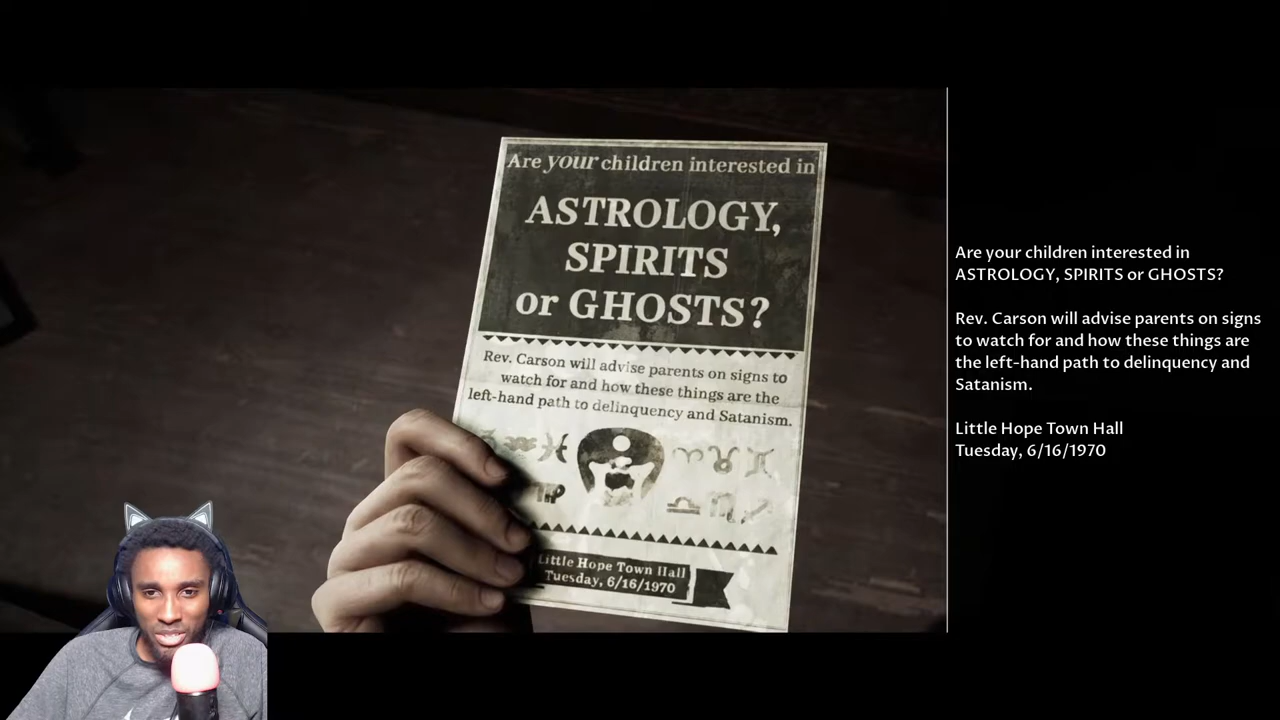 Are your children interested in
ASTROLOGY,
SPIRITS
or GHOSTS?
Rev. Carson will advise parents on signs to
watch for and how these things are the
left-hand path to delinquency and Satanism.
Little Hope Town Hall
Tuesday, 6/16/1970
Are your children interested in
ASTROLOGY, SPIRITS or GHOSTS?
Rev. Carson will advise parents on signs
to watch for and how these things are
the left-hand path to delinquency and
Satanism.
Little Hope Town Hall
Tuesday, 6/16/1970